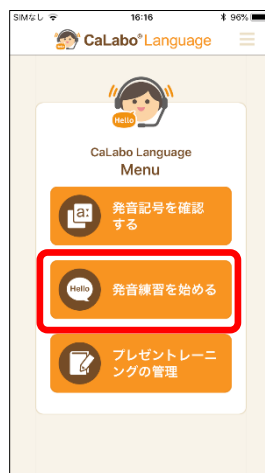 SIMなし 16:16 96%
CaLabo® Language
Hello
CaLabo Language
Menu
a:
発音記号を確認
する
Hello
発音練習を始める
プレゼントレーニ
ングの管理